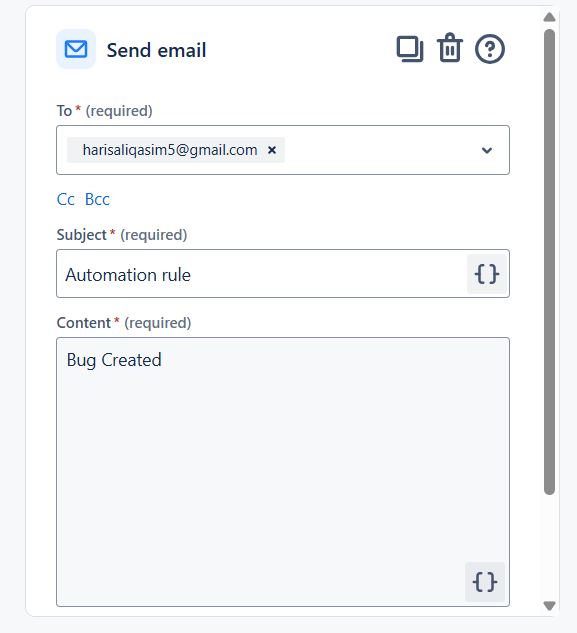 Send email
To * (required)
harisaliqasim5@gmail.com ×
Cc Bcc
Subject * (required)
Automation rule
{}
Content * (required)
Bug Created
{}